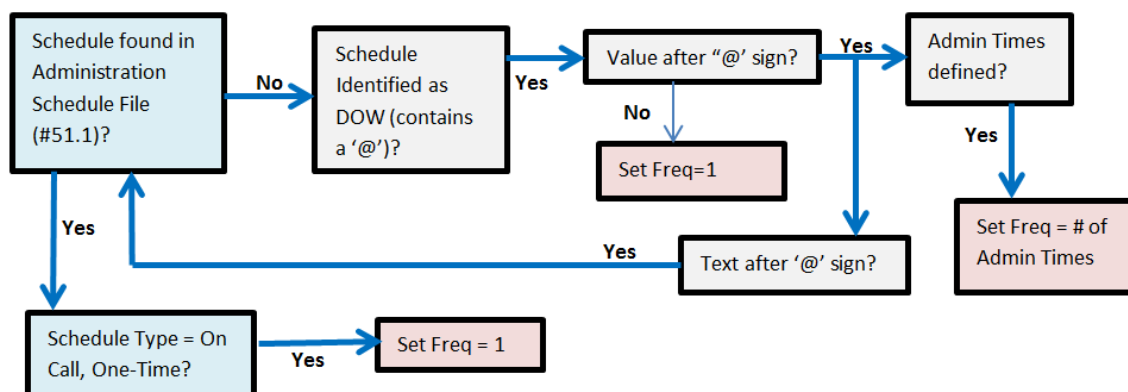 Schedule found in
Administration
Schedule File
(#51.1)?
No
Schedule
Identified as
DOW (contains
a ‘@’)?
Yes
Value after “@’ sign?
Yes
Admin Times
defined?
No
Set Freq=1
Yes
Set Freq = # of
Admin Times
Yes
Text after ‘@’ sign?
Yes
Schedule Type = On
Call, One-Time?
Yes
Set Freq = 1